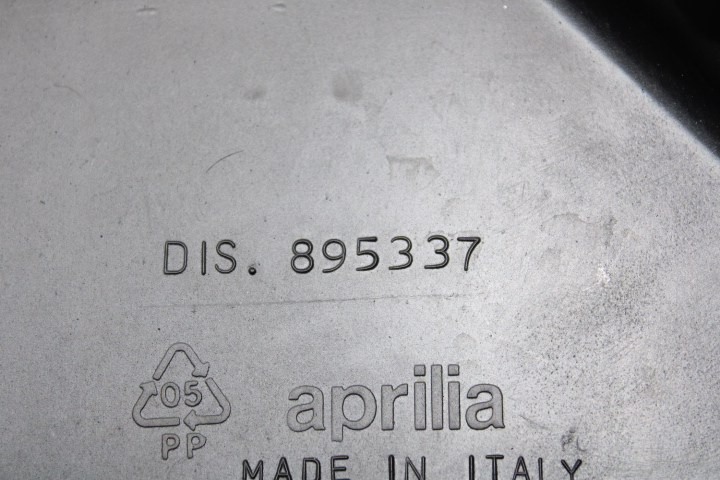 DIS. 895337
05 aprilia
PP
MADE IN ITALY